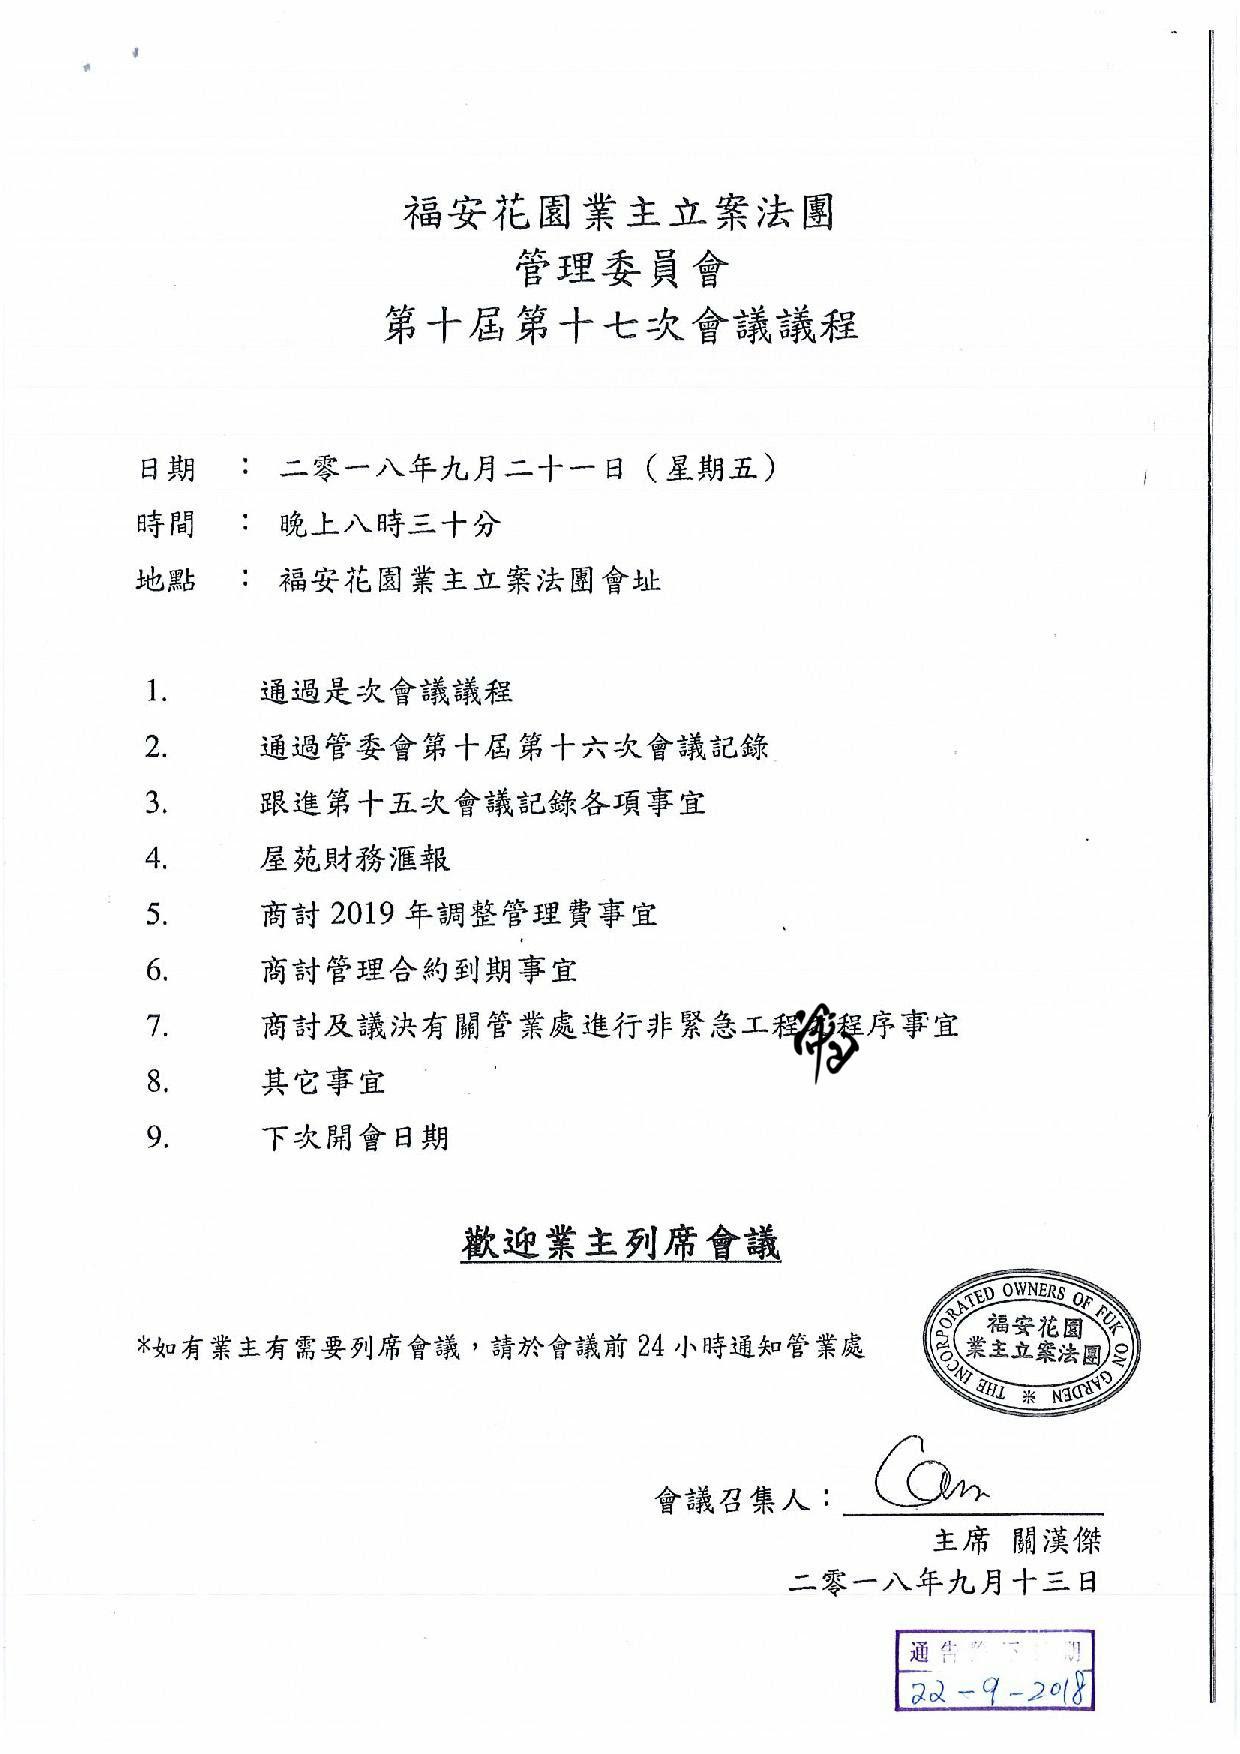 福安花園業主立案法團
管理委員會
第十屆第十七次會議議程
日期 : 二零一八年九月二十一日（星期五）
時間 : 晚上八時三十分
地點 : 福安花園業主立案法團會址
1. 通過是次會議議程
2. 通過管委會第十屆第十六次會議記錄
3. 跟進第十五次會議記錄各項事宜
4. 屋苑財務滙報
5. 商討 2019 年調整管理費事宜
6. 商討管理合約到期事宜
7. 商討及議決有關管業處進行非緊急工程程序事宜
8. 其它事宜
9. 下次開會日期
歡迎業主列席會議
*如有業主有需要列席會議，請於會議前 24 小時通知管業處
THE INCORPORATED OWNERS OF FUK ON GARDEN
福安花園
業主立案法團
會議召集人：
主席 關漢傑
二零一八年九月十三日
通告 期
22-9-2018